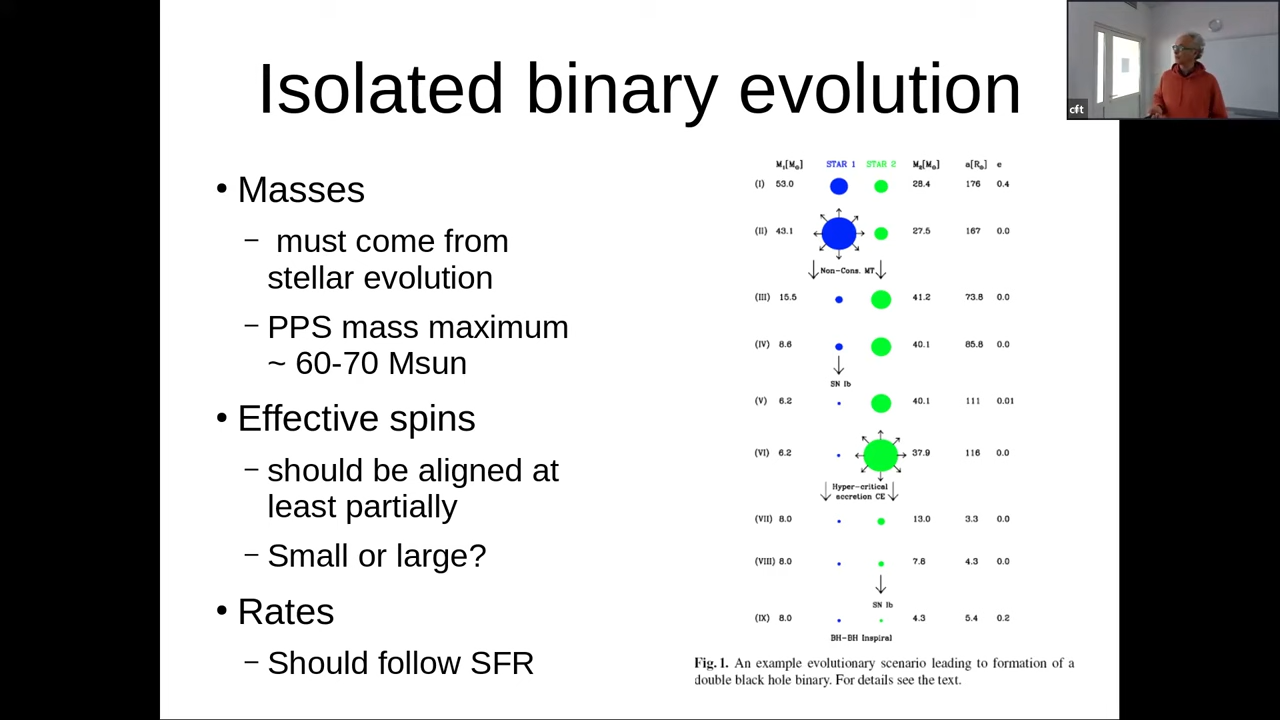 Isolated binary evolution
• Masses
– must come from
stellar evolution
– PPS mass maximum
~ 60-70 Msun
• Effective spins
– should be aligned at
least partially
– Small or large?
• Rates
– Should follow SFR
M₁[M⊙] STAR 1 STAR 2 M₂[M⊙] a[R⊙] e
(I) 53.0 28.4 176 0.4
(II) 43.1 27.5 167 0.0
Non-Cons. MT
(III) 15.5 41.2 73.8 0.0
(IV) 8.6 40.1 85.8 0.0
SN Ib
(V) 6.2 40.1 111 0.01
(VI) 6.2 37.9 116 0.0
Hyper-critical
accretion CE
(VII) 8.0 13.0 3.3 0.0
(VIII) 8.0 7.8 4.3 0.0
SN Ib
(IX) 8.0 4.3 5.4 0.2
BH-BH Inspiral
Fig. 1. An example evolutionary scenario leading to formation of a
double black hole binary. For details see the text.
cft